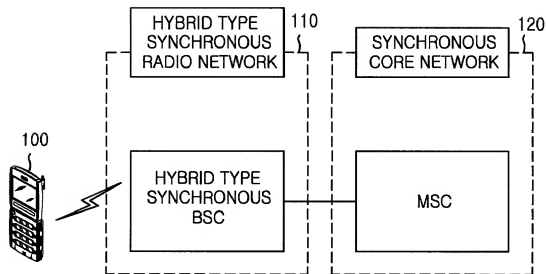 HYBRID TYPE
SYNCHRONOUS
RADIO NETWORK
110
SYNCHRONOUS
CORE NETWORK
120
100
HYBRID TYPE
SYNCHRONOUS
BSC
MSC